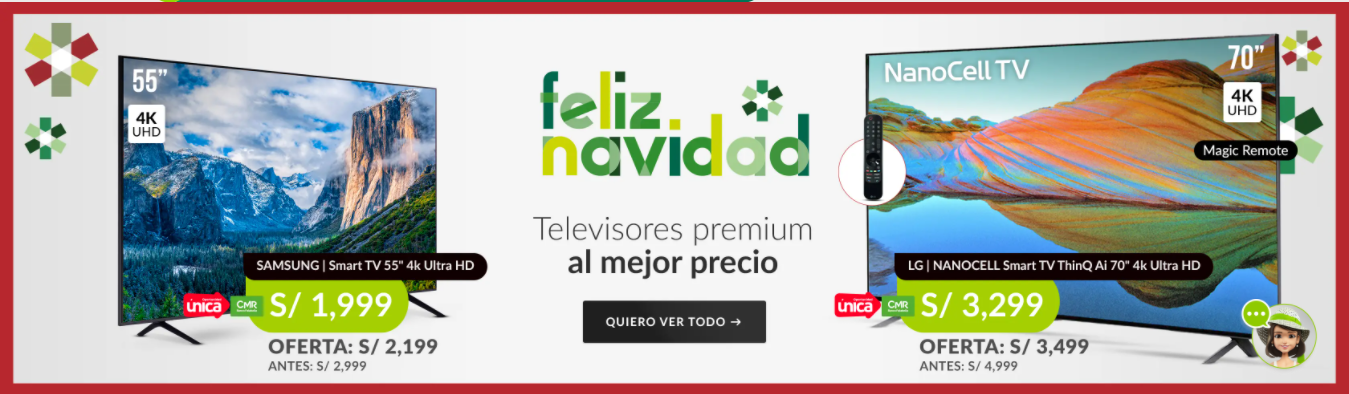 55"
4K
UHD
SAMSUNG | Smart TV 55" 4k Ultra HD
única
CMR
S/ 1,999
OFERTA: S/ 2,199
ANTES: S/ 2,999
feliz
navidad
Televisores premium
al mejor precio
QUIERO VER TODO →
NanoCell TV
70"
4K
UHD
Magic Remote
LG | NANOCELL Smart TV ThinQ Ai 70" 4k Ultra HD
única
CMR
S/ 3,299
OFERTA: S/ 3,499
ANTES: S/ 4,999